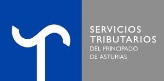 SERVICIOS
TRIBUTARIOS
DEL PRINCIPADO
DE ASTURIAS